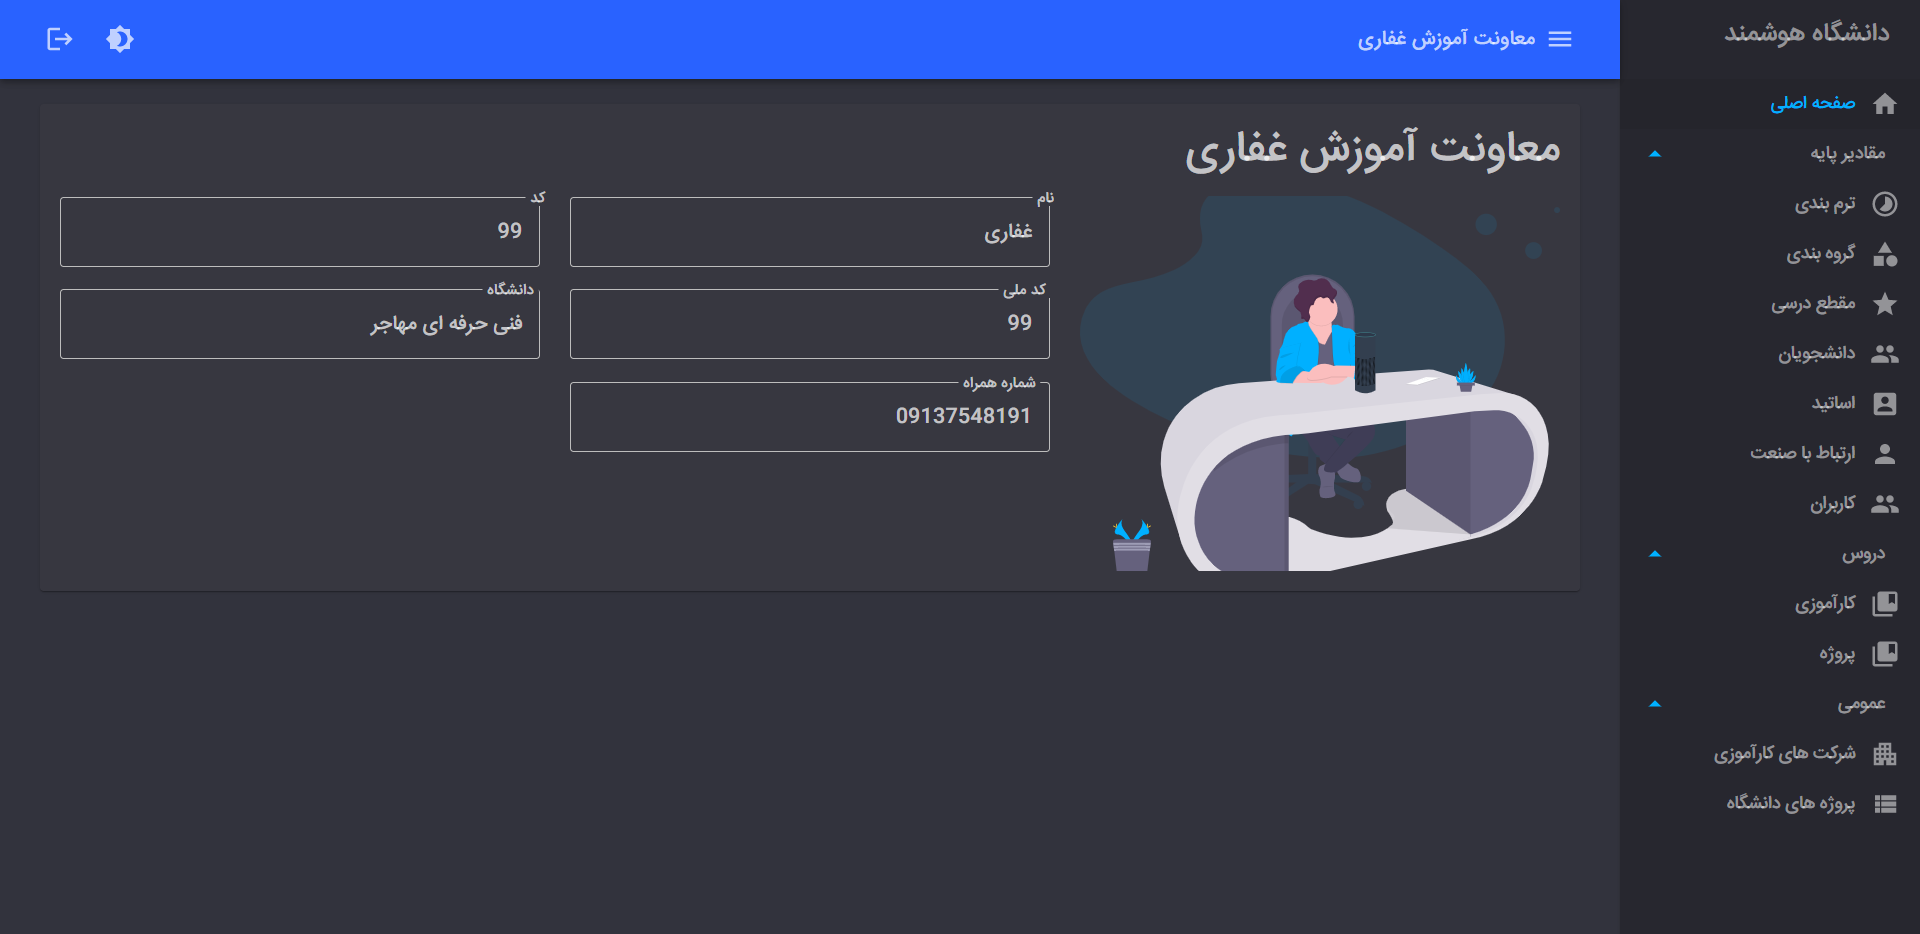 دانشگاه هوشمند
صفحه اصلی
مقادیر پایه
ترم بندی
گروه بندی
مقطع درسی
دانشجویان
اساتید
ارتباط با صنعت
کاربران
دروس
کارآموزی
پروژه
عمومی
شرکت های کارآموزی
پروژه های دانشگاه
معاونت آموزش غفاری
معاونت آموزش غفاری
نام
غفاری
کد
99
کد ملی
99
دانشگاه
فنی حرفه ای مهاجر
شماره همراه
09137548191